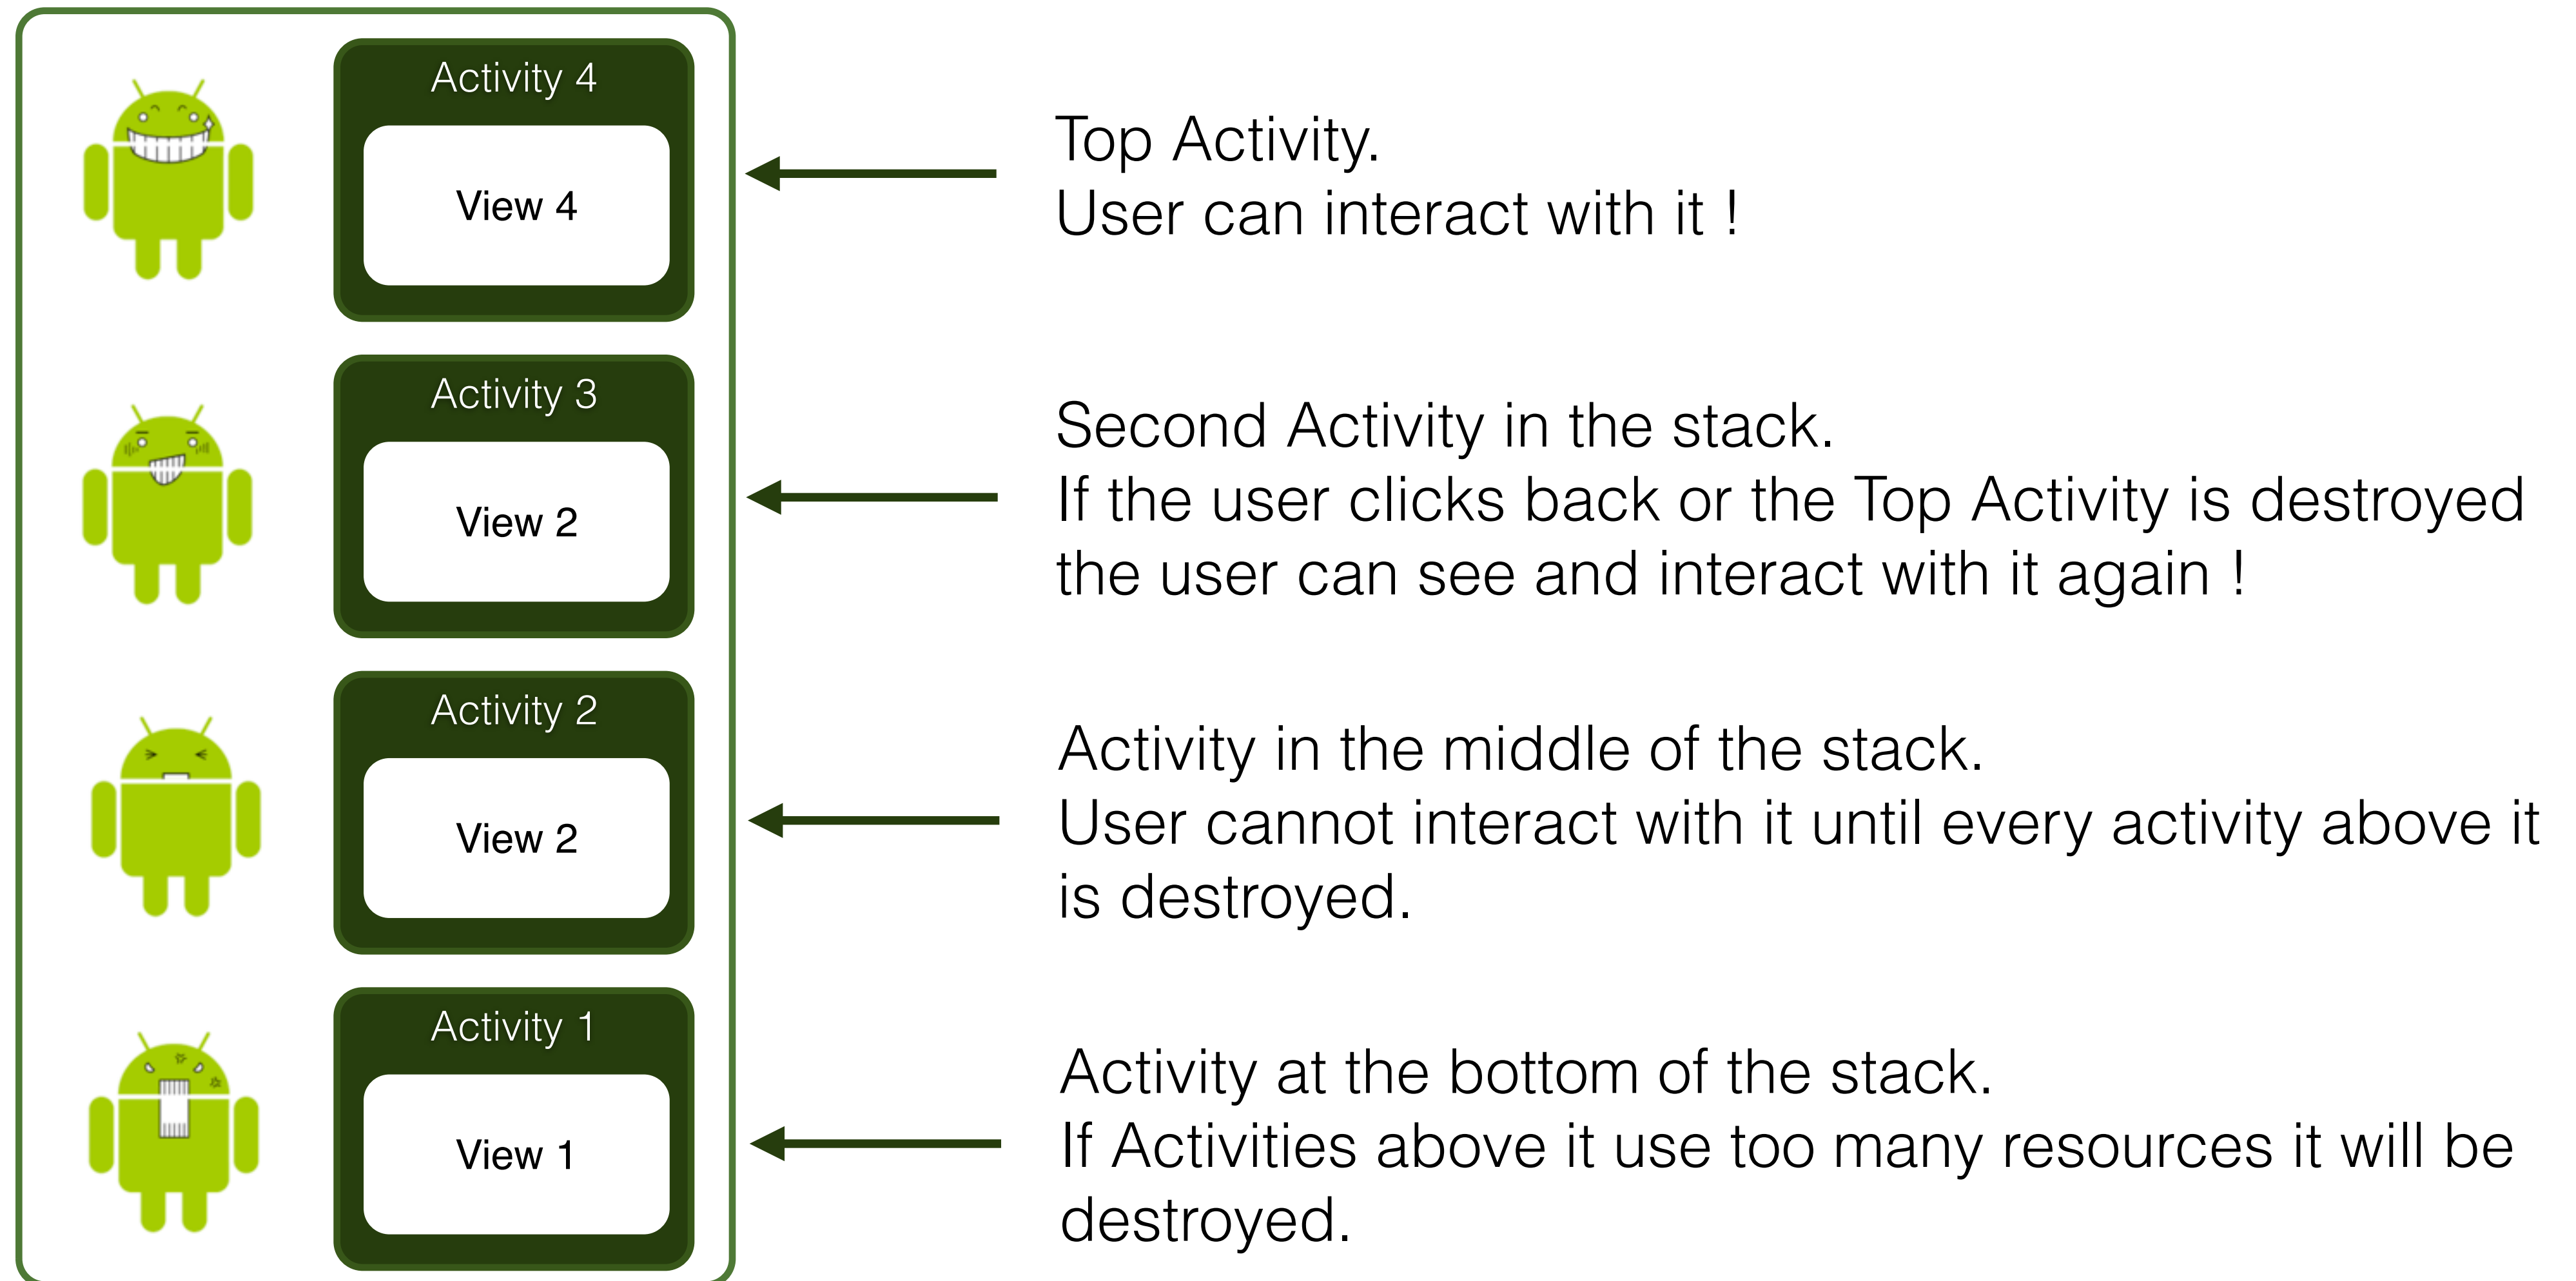 Activity 4
View 4
Top Activity.
User can interact with it !
Activity 3
View 2
Second Activity in the stack.
If the user clicks back or the Top Activity is destroyed
the user can see and interact with it again !
Activity 2
View 2
Activity in the middle of the stack.
User cannot interact with it until every activity above it
is destroyed.
Activity 1
View 1
Activity at the bottom of the stack.
If Activities above it use too many resources it will be
destroyed.